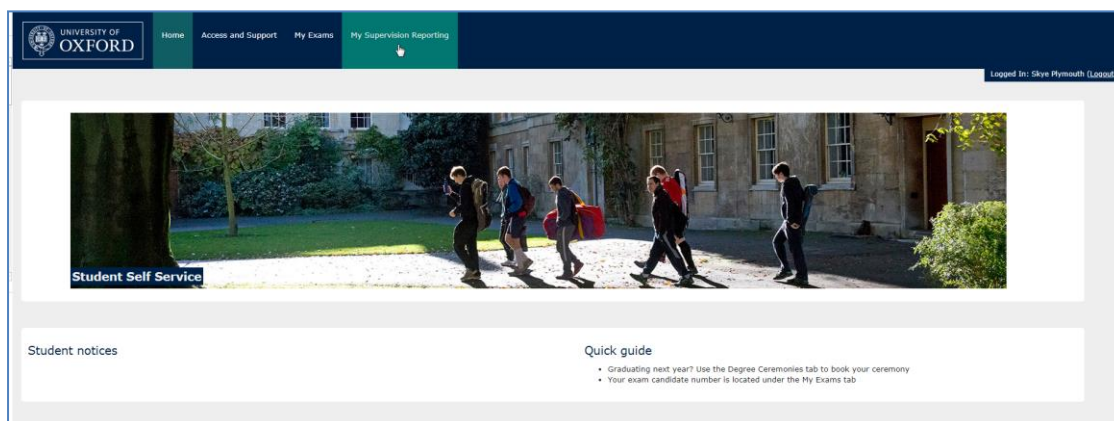 UNIVERSITY OF
OXFORD
Home Access and Support My Exams My Supervision Reporting
Logged In: Skye Plymouth (Logout
Student Self Service
Student notices
Quick guide
• Graduating next year? Use the Degree Ceremonies tab to book your ceremony
• Your exam candidate number is located under the My Exams tab